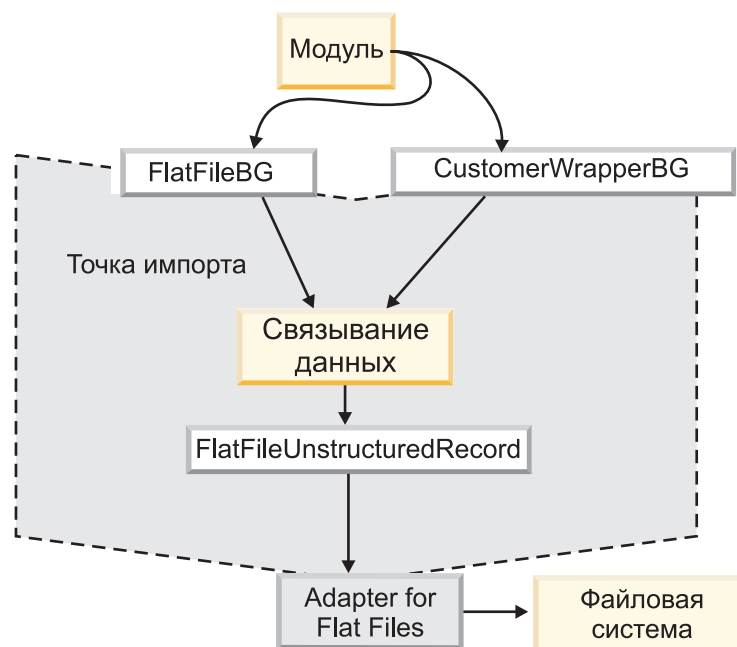 Модуль
FlatFileBG
CustomerWrapperBG
Точка импорта
Связывание
данных
FlatFileUnstructuredRecord
Adapter for
Flat Files
Файловая
система